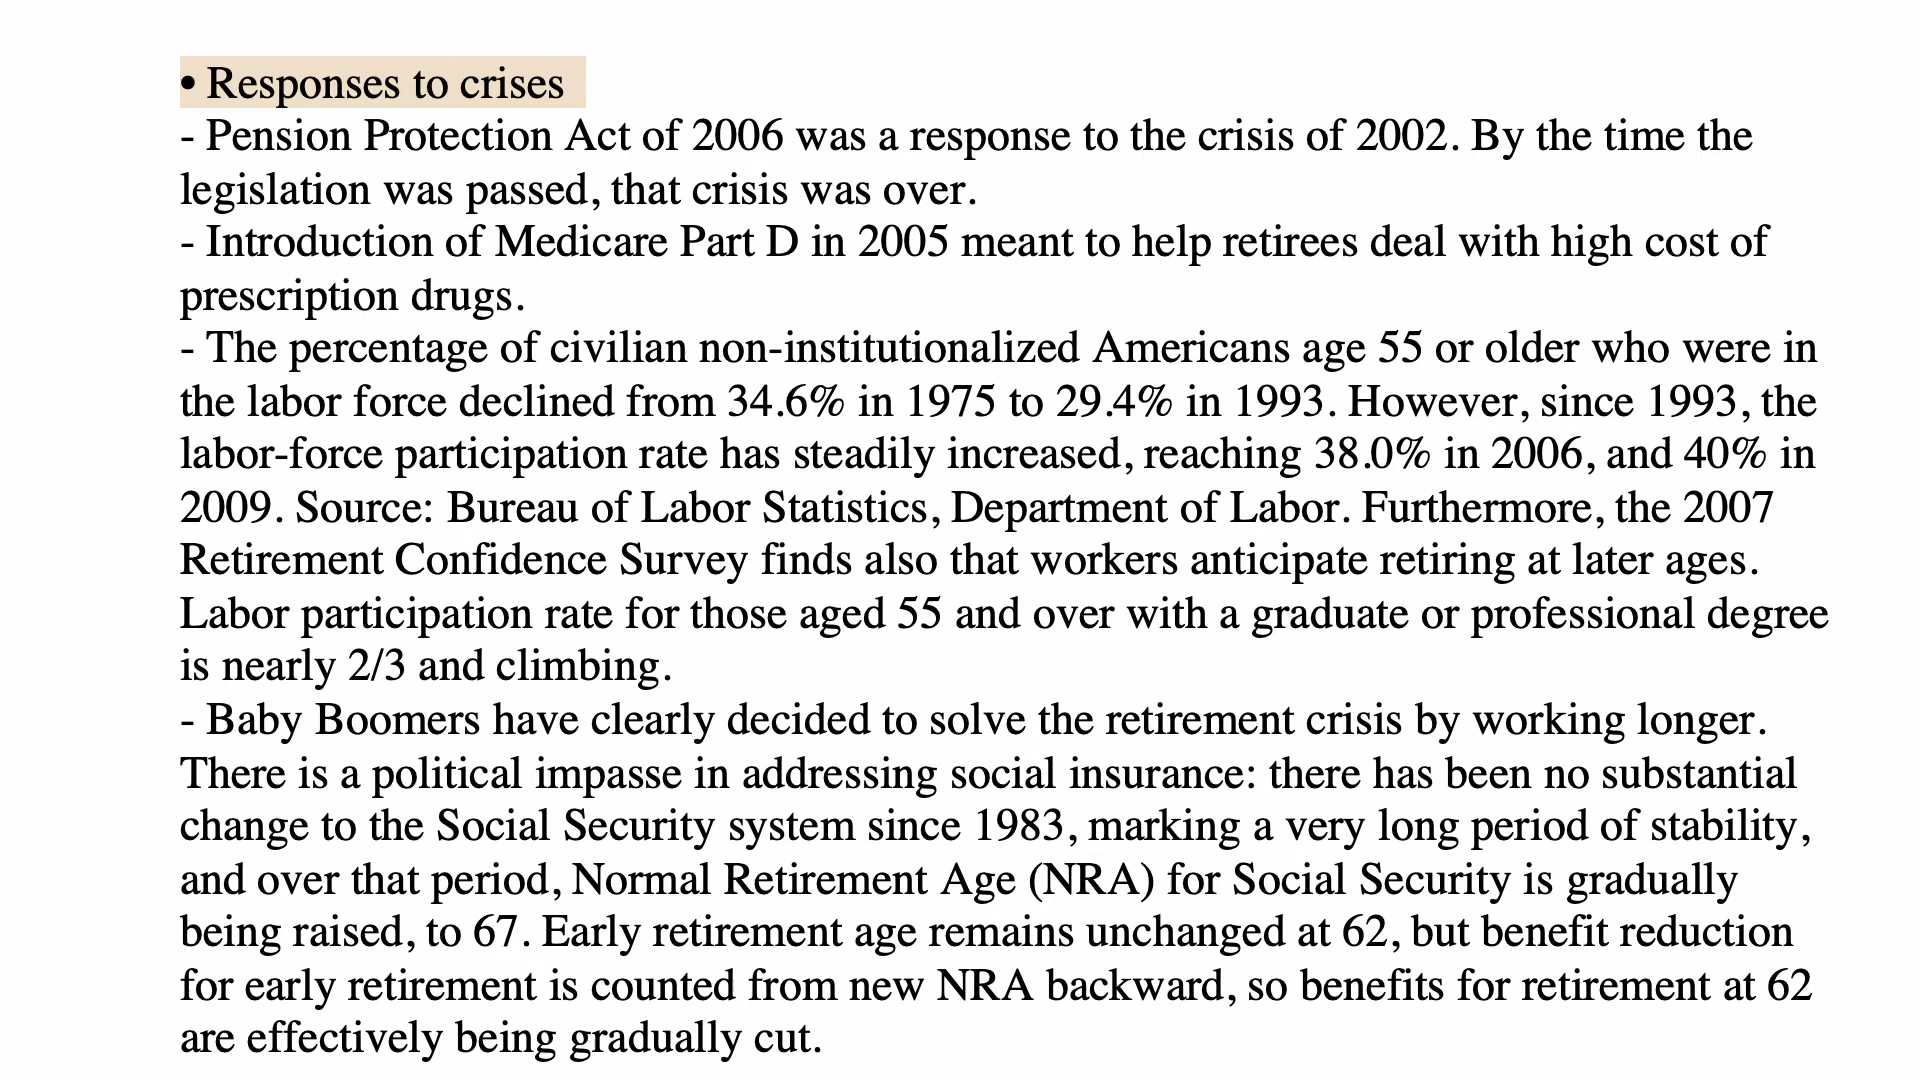 • Responses to crises
- Pension Protection Act of 2006 was a response to the crisis of 2002. By the time the
legislation was passed, that crisis was over.
- Introduction of Medicare Part D in 2005 meant to help retirees deal with high cost of
prescription drugs.
- The percentage of civilian non-institutionalized Americans age 55 or older who were in
the labor force declined from 34.6% in 1975 to 29.4% in 1993. However, since 1993, the
labor-force participation rate has steadily increased, reaching 38.0% in 2006, and 40% in
2009. Source: Bureau of Labor Statistics, Department of Labor. Furthermore, the 2007
Retirement Confidence Survey finds also that workers anticipate retiring at later ages.
Labor participation rate for those aged 55 and over with a graduate or professional degree
is nearly 2/3 and climbing.
- Baby Boomers have clearly decided to solve the retirement crisis by working longer.
There is a political impasse in addressing social insurance: there has been no substantial
change to the Social Security system since 1983, marking a very long period of stability,
and over that period, Normal Retirement Age (NRA) for Social Security is gradually
being raised, to 67. Early retirement age remains unchanged at 62, but benefit reduction
for early retirement is counted from new NRA backward, so benefits for retirement at 62
are effectively being gradually cut.